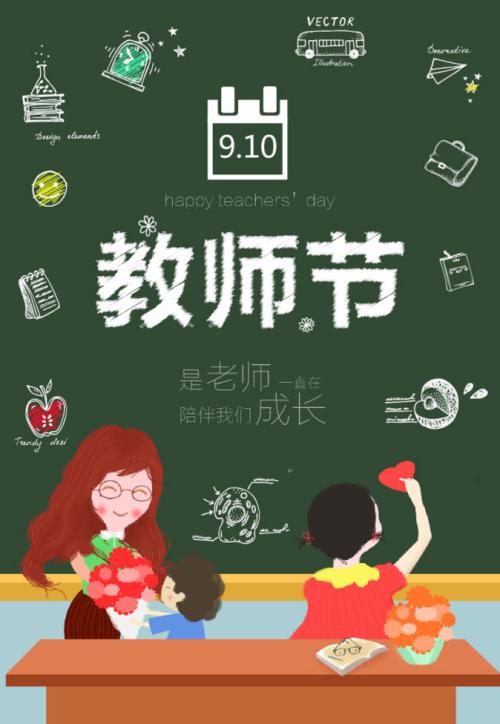 VECTOR
Illustration
Decorative
Design elements
9.10
happy teachers' day
教师节
是老师 一直在
陪伴我们成长
Trendy desi